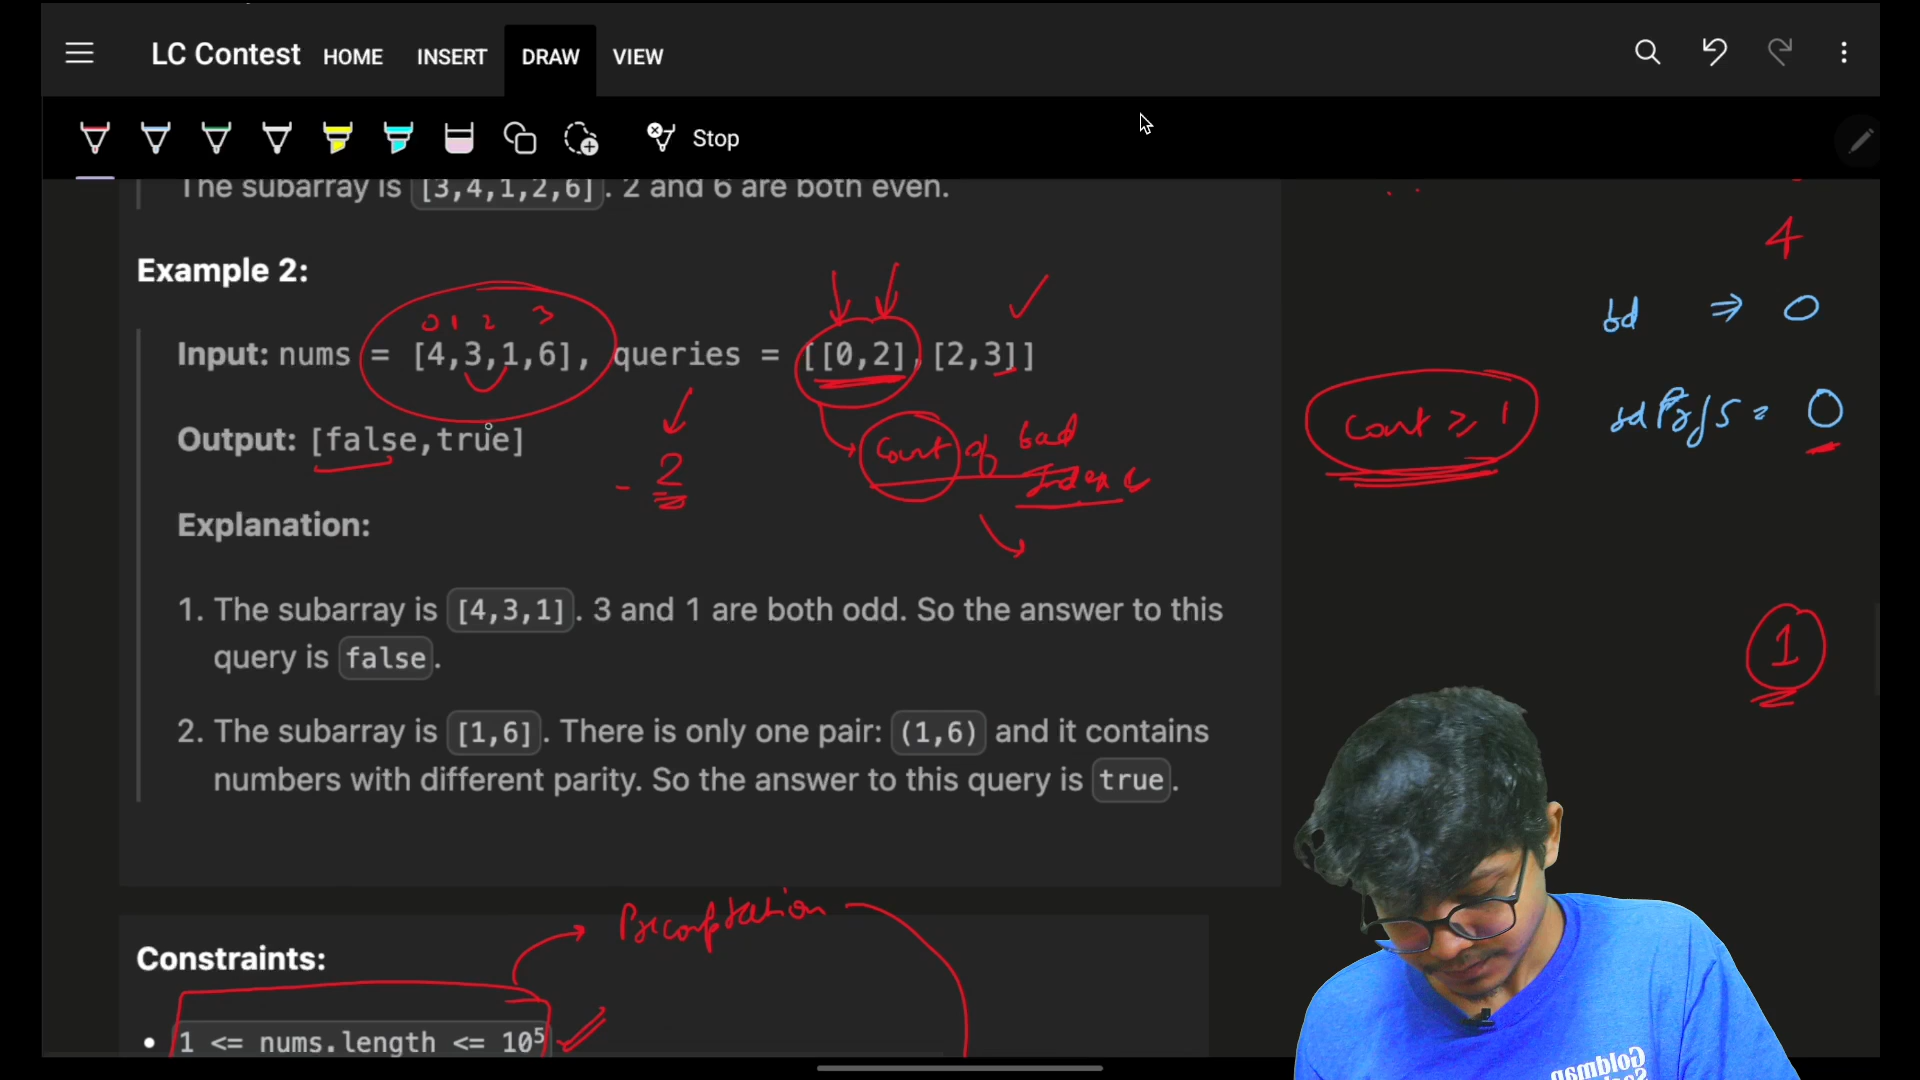 LC Contest HOME INSERT DRAW VIEW
Stop
The subarray is [3,4,1,2,6]. 2 and 6 are both even.
4
Example 2:
0 1 2 3
bd ⇒ 0
Input: nums = [4,3,1,6], queries = [[0,2],[2,3]]
Count ≥ 1
= 0
Output: [false,true]
- 2
Count of bad
Index
Explanation:
1. The subarray is [4,3,1]. 3 and 1 are both odd. So the answer to this
query is false.
1
2. The subarray is [1,6]. There is only one pair: (1,6) and it contains
numbers with different parity. So the answer to this query is true.
Precomputation
Constraints:
• 1 <= nums.length <= 10⁵
Goldman